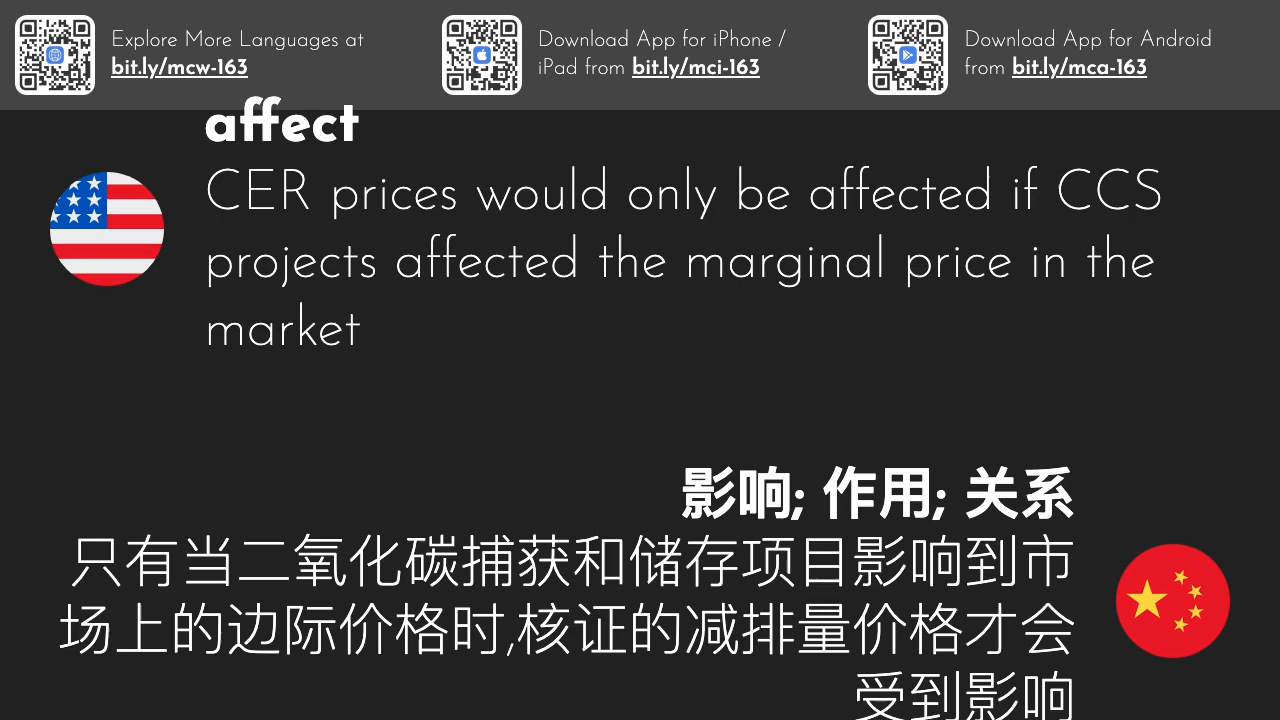 Explore More Languages at
bit.ly/mcw-163
Download App for iPhone /
iPad from bit.ly/mci-163
Download App for Android
from bit.ly/mca-163
affect
CER prices would only be affected if CCS
projects affected the marginal price in the
market
影响; 作用; 关系
只有当二氧化碳捕获和储存项目影响到市
场上的边际价格时,核证的减排量价格才会
受到影响